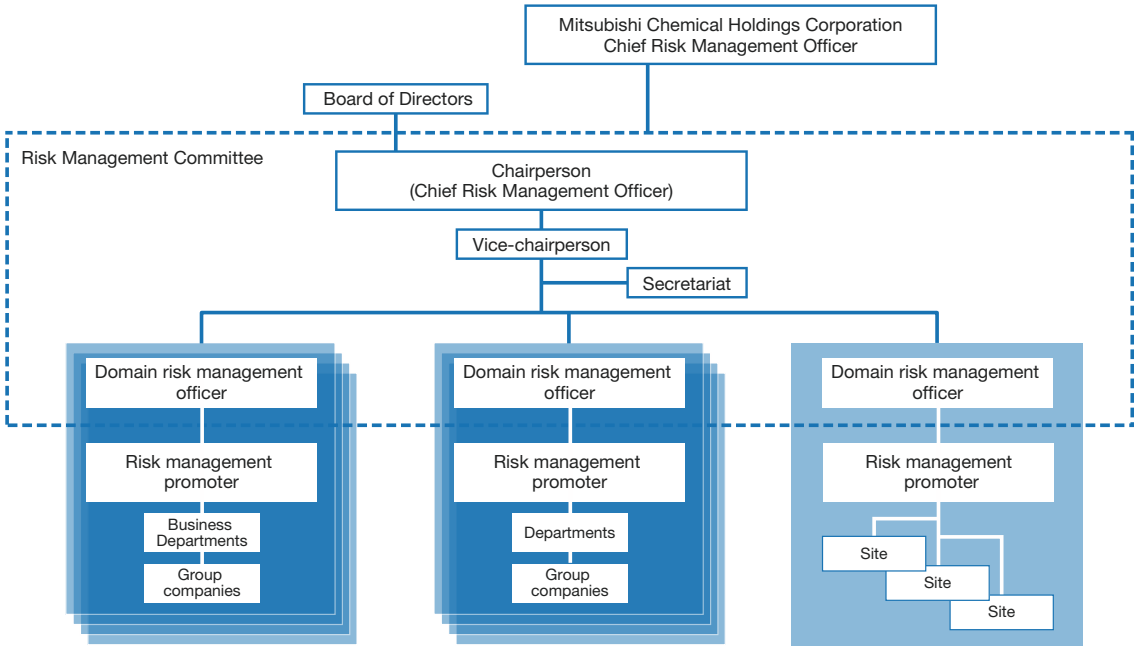 Mitsubishi Chemical Holdings Corporation
Chief Risk Management Officer
Board of Directors
Risk Management Committee
Chairperson
(Chief Risk Management Officer)
Vice-chairperson
Secretariat
Domain risk management
officer
Risk management
promoter
Business
Departments
Group
companies
Domain risk management
officer
Risk management
promoter
Departments
Group
companies
Domain risk management
officer
Risk management
promoter
Site
Site
Site